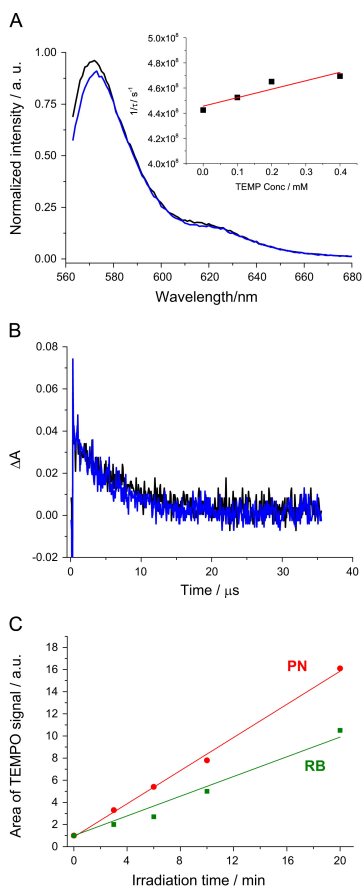 A
Normalized intensity / a. u.
1.00
0.75
0.50
0.25
0.00
560 580 600 620 640 660 680
Wavelength/nm
1/τ / s⁻¹
5.0x10⁸
4.8x10⁸
4.6x10⁸
4.4x10⁸
4.2x10⁸
4.0x10⁸
0.0 0.1 0.2 0.3 0.4
TEMP Conc / mM
B
ΔA
0.08
0.06
0.04
0.02
0.00
-0.02
0 10 20 30 40
Time / μs
C
Area of TEMPO signal / a.u.
18
16
14
12
10
8
6
4
2
0
PN
RB
0 4 8 12 16 20
Irradiation time / min